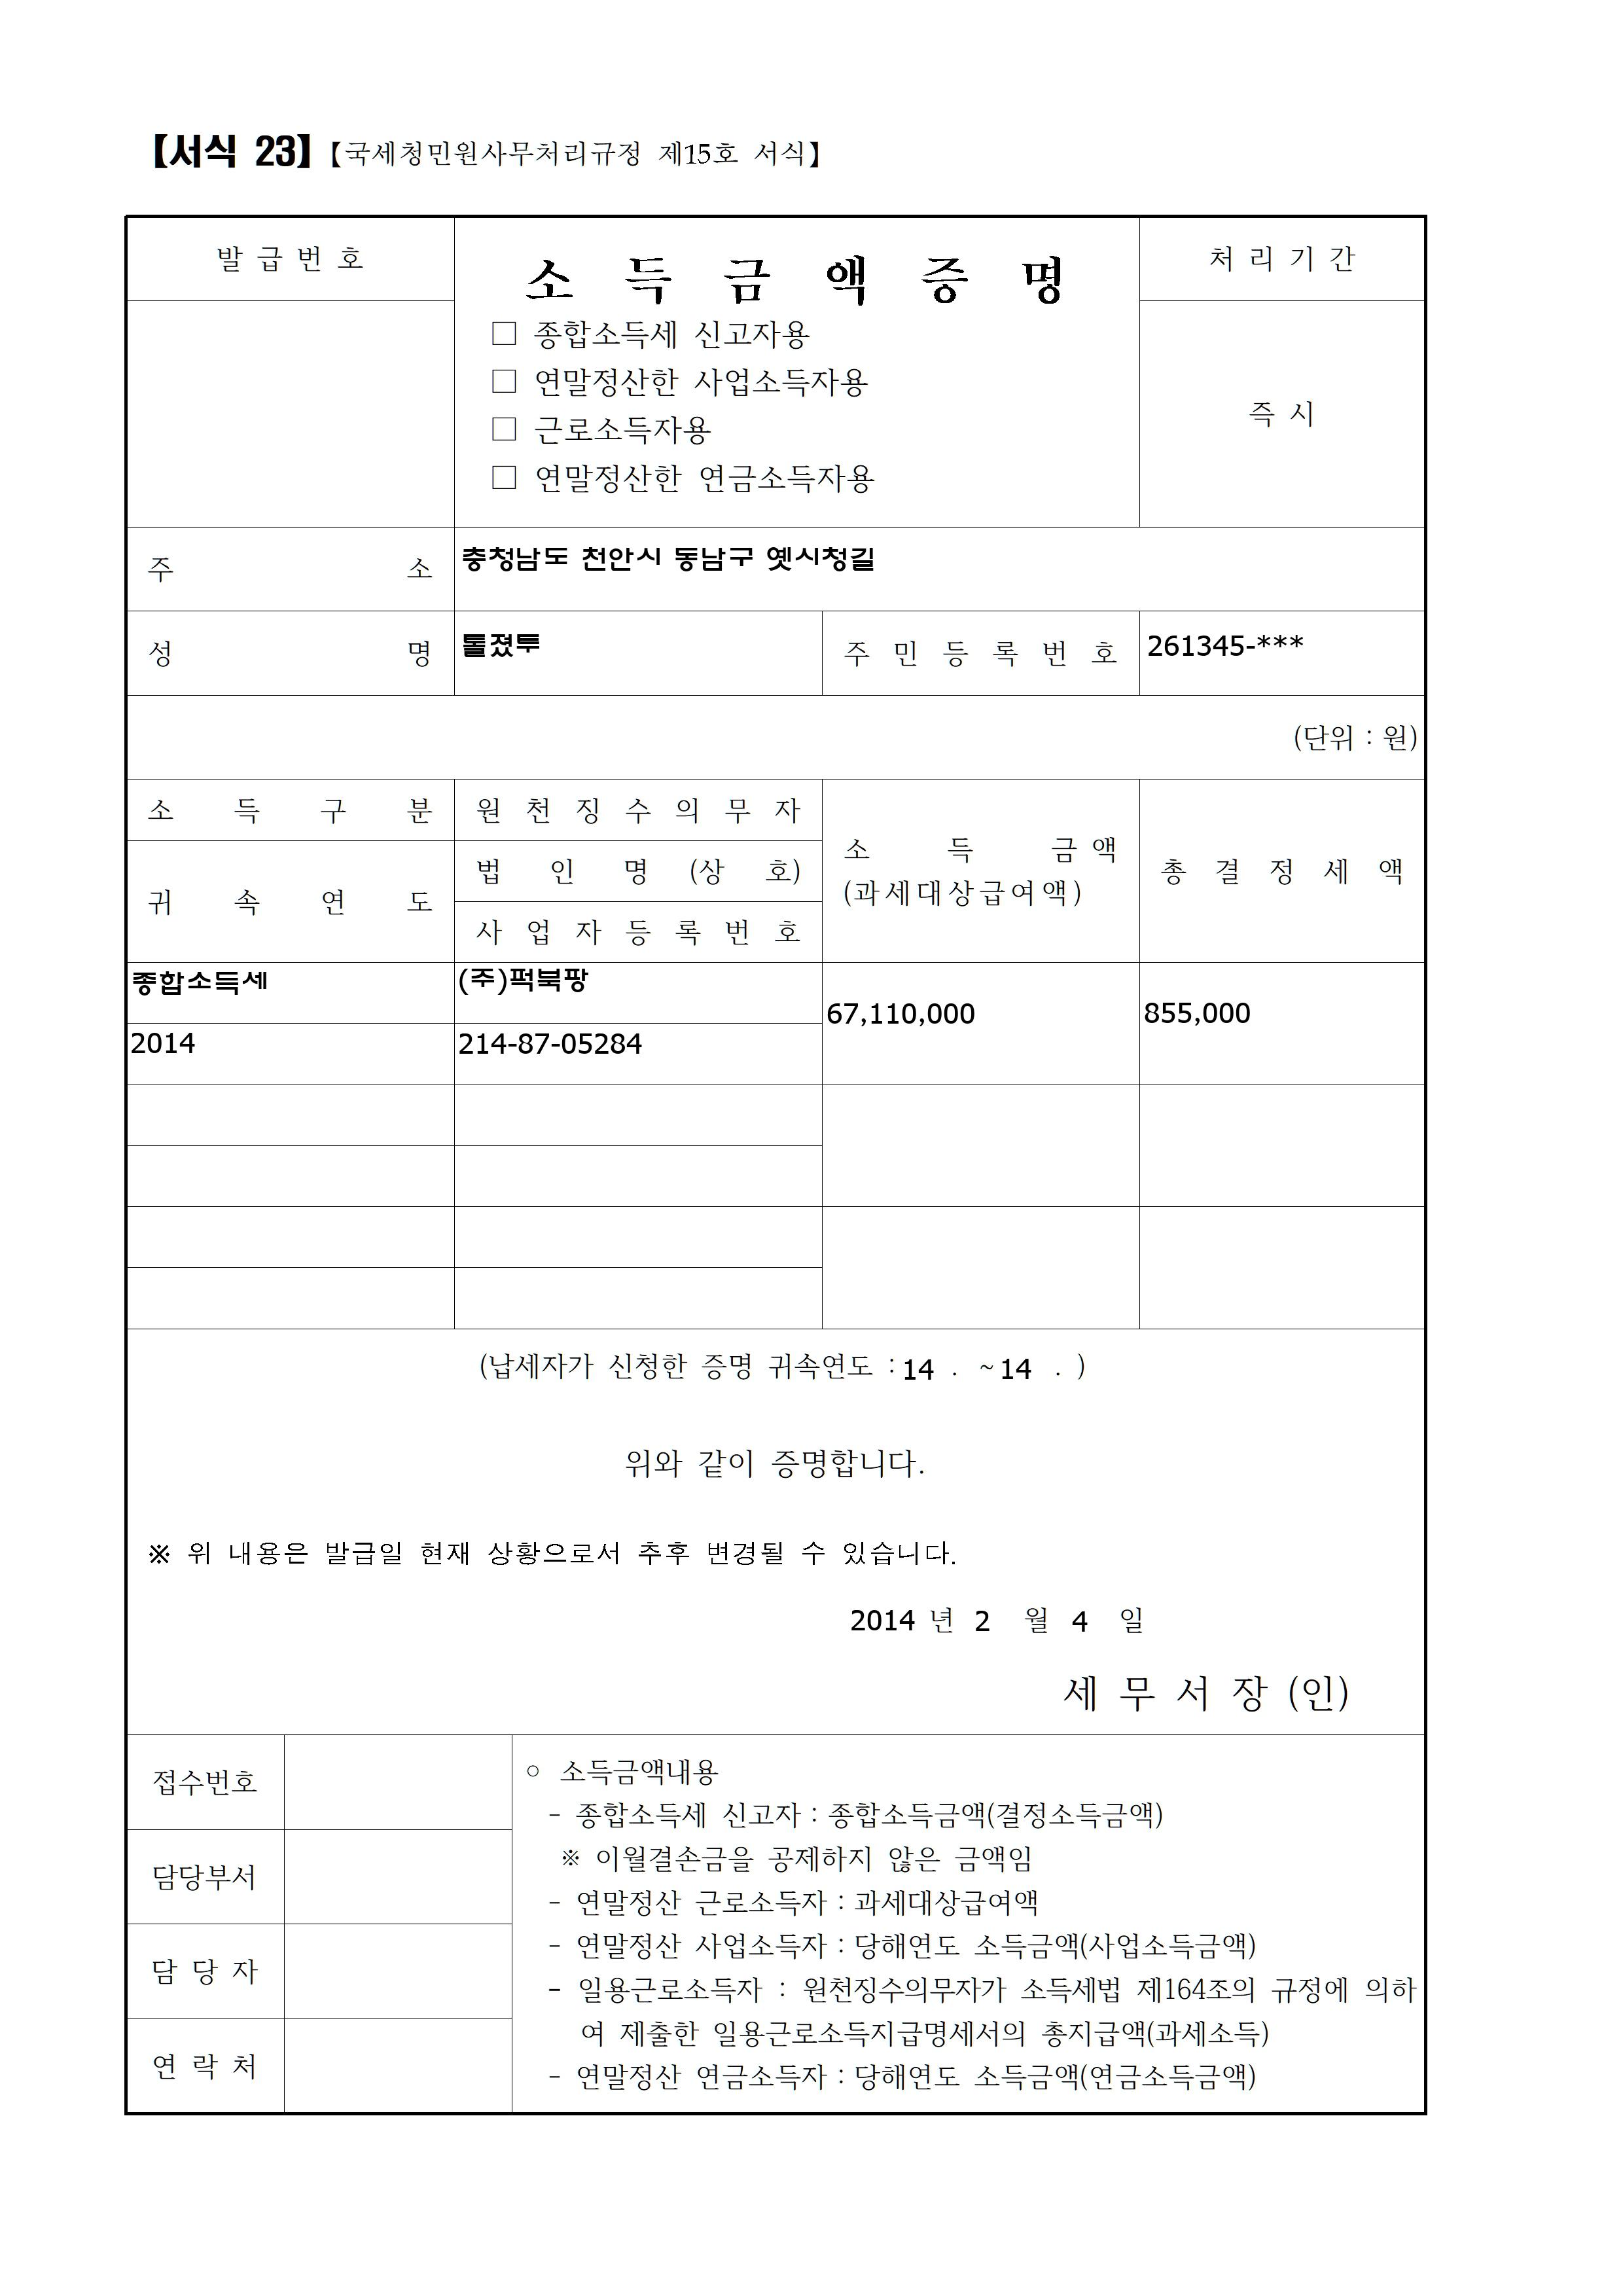 【서식 23】【국세청민원사무처리규정 제15호 서식】
발 급 번 호
소 득 금 액 증 명
처 리 기 간
□ 종합소득세 신고자용
□ 연말정산한 사업소득자용
□ 근로소득자용
□ 연말정산한 연금소득자용
즉 시
주 소
충청남도 천안시 동남구 옛시청길
성 명
톨졌투
주 민 등 록 번 호
261345-***
(단위 : 원)
소 득 구 분
원 천 징 수 의 무 자
소 득 금 액
(과세대상급여액)
총 결 정 세 액
귀 속 연 도
법 인 명 (상 호)
사 업 자 등 록 번 호
종합소득세
(주)퍽북팡
67,110,000
855,000
2014
214-87-05284
(납세자가 신청한 증명 귀속연도 : 14 . ~ 14 . )
위와 같이 증명합니다.
※ 위 내용은 발급일 현재 상황으로서 추후 변경될 수 있습니다.
2014 년 2 월 4 일
세 무 서 장 (인)
접수번호
담당부서
담 당 자
연 락 처
○ 소득금액내용
- 종합소득세 신고자 : 종합소득금액(결정소득금액)
※ 이월결손금을 공제하지 않은 금액임
- 연말정산 근로소득자 : 과세대상급여액
- 연말정산 사업소득자 : 당해연도 소득금액(사업소득금액)
- 일용근로소득자 : 원천징수의무자가 소득세법 제164조의 규정에 의하
여 제출한 일용근로소득지급명세서의 총지급액(과세소득)
- 연말정산 연금소득자 : 당해연도 소득금액(연금소득금액)